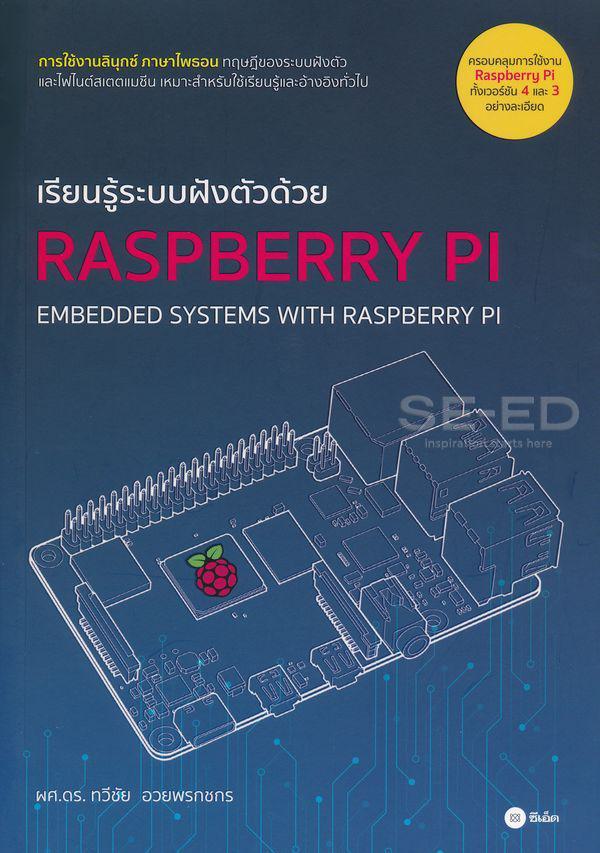 การใช้งานลินุกซ์ ภาษาไพธอน ทฤษฎีของระบบฝังตัว
และไฟไนต์สเตตแมชีน เหมาะสำหรับใช้เรียนรู้และอ้างอิงทั่วไป
ครอบคลุมการใช้งาน
Raspberry Pi
ทั้งเวอร์ชัน 4 และ 3
อย่างละเอียด
เรียนรู้ระบบฝังตัวด้วย
RASPBERRY PI
EMBEDDED SYSTEMS WITH RASPBERRY PI
SE-ED
inspiration starts here
ผศ.ดร. ทวีชัย อวยพรกชกร
ซีเอ็ด